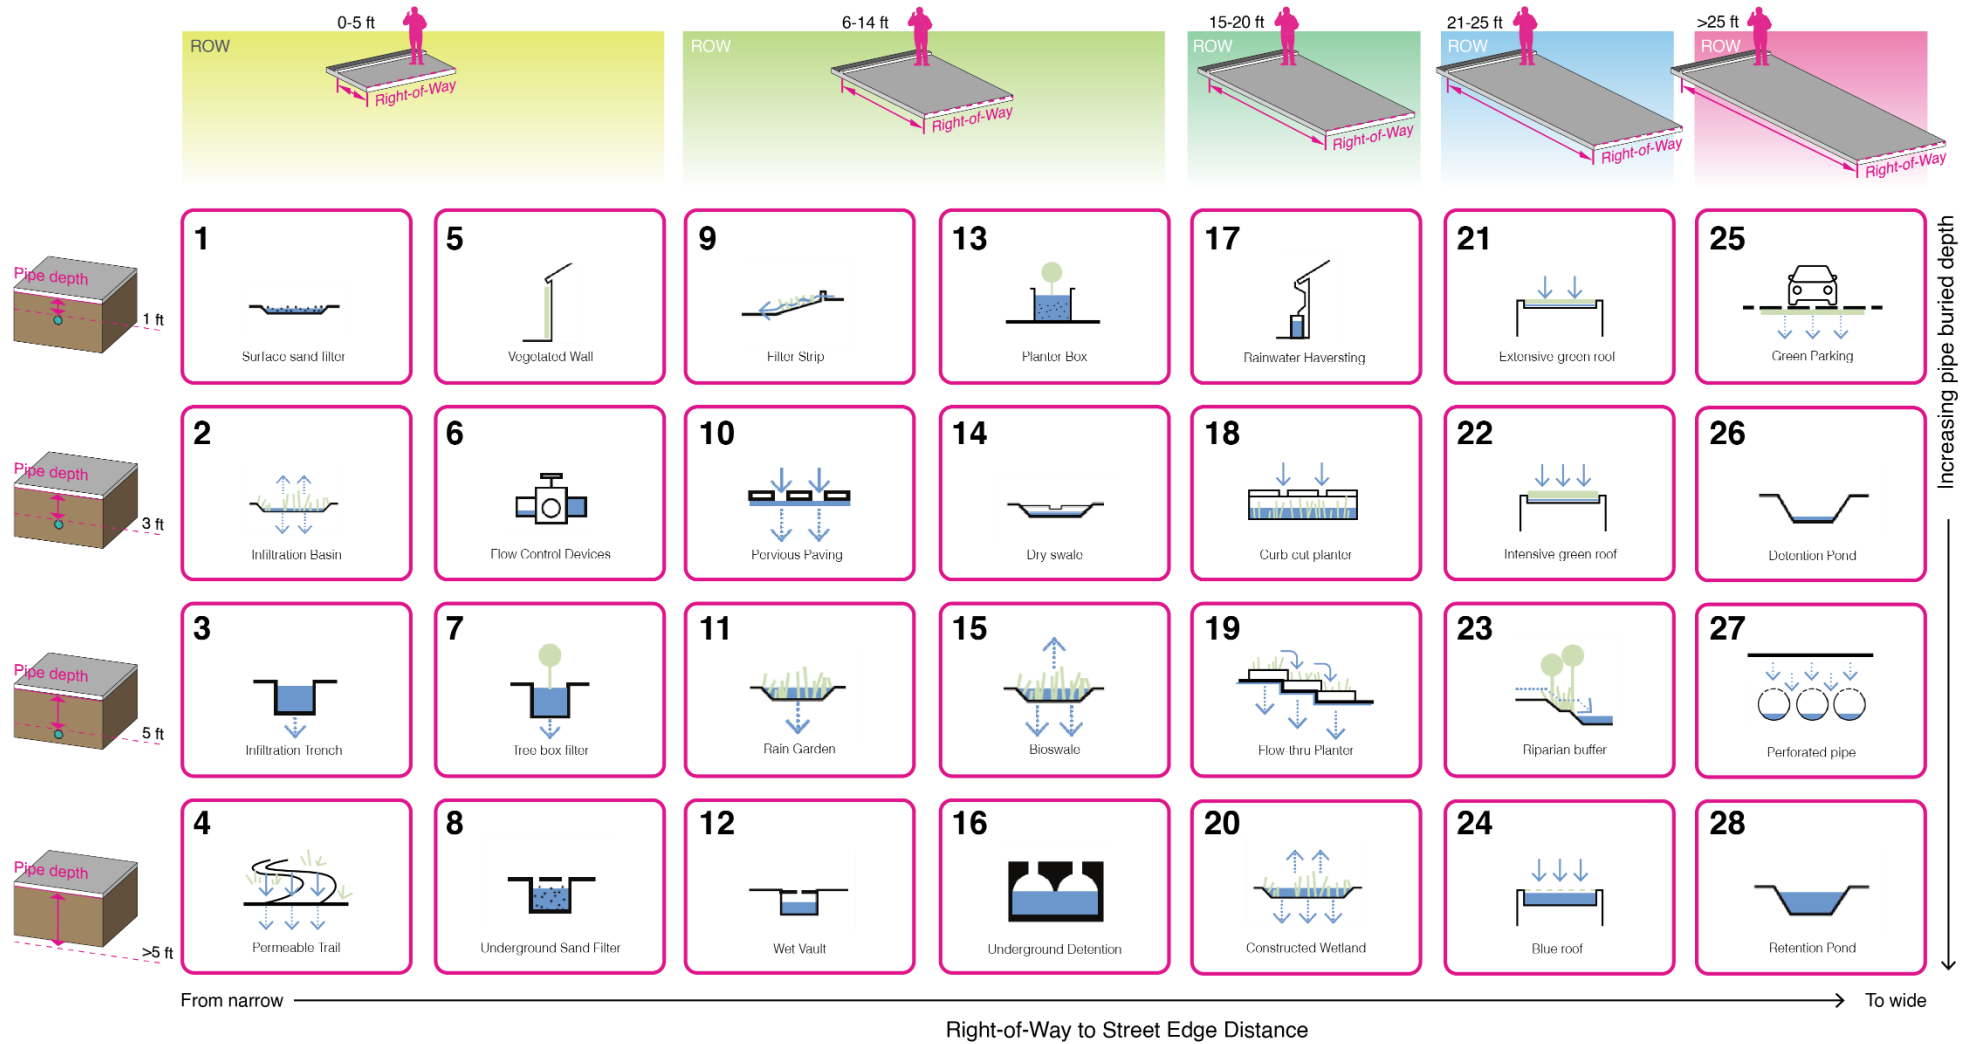 0-5 ft
6-14 ft
15-20 ft
21-25 ft
>25 ft
ROW
ROW
ROW
ROW
ROW
Right-of-Way
Right-of-Way
Right-of-Way
Right-of-Way
Right-of-Way
Pipe depth
1 ft
1
Surface sand filter
5
Vegetated Wall
9
Filter Strip
13
Planter Box
17
Rainwater Haversting
21
Extensive green roof
25
Green Parking
Pipe depth
3 ft
2
Infiltration Basin
6
Flow Control Devices
10
Pervious Paving
14
Dry swale
18
Curb cut planter
22
Intensive green roof
26
Detention Pond
Pipe depth
5 ft
3
Infiltration Trench
7
Tree box filter
11
Rain Garden
15
Bioswale
19
Flow-thru Planter
23
Riparian buffer
27
Perforated pipe
Pipe depth
>5 ft
4
Permeable Trail
8
Underground Sand Filter
12
Wet Vault
16
Underground Detention
20
Constructed Wetland
24
Blue roof
28
Retention Pond
Increasing pipe buried depth
From narrow
To wide
Right-of-Way to Street Edge Distance